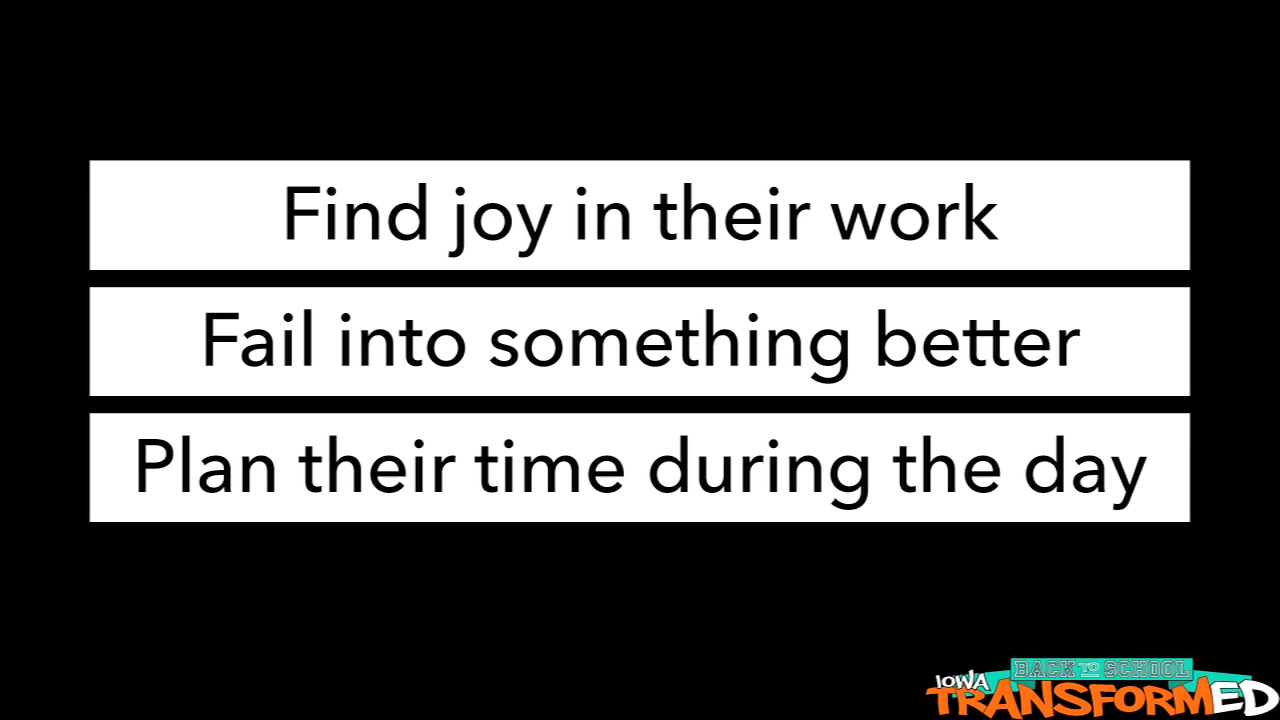 Find joy in their work
Fail into something better
Plan their time during the day
BACK TO SCHOOL
IOWA
TRANSFORMED